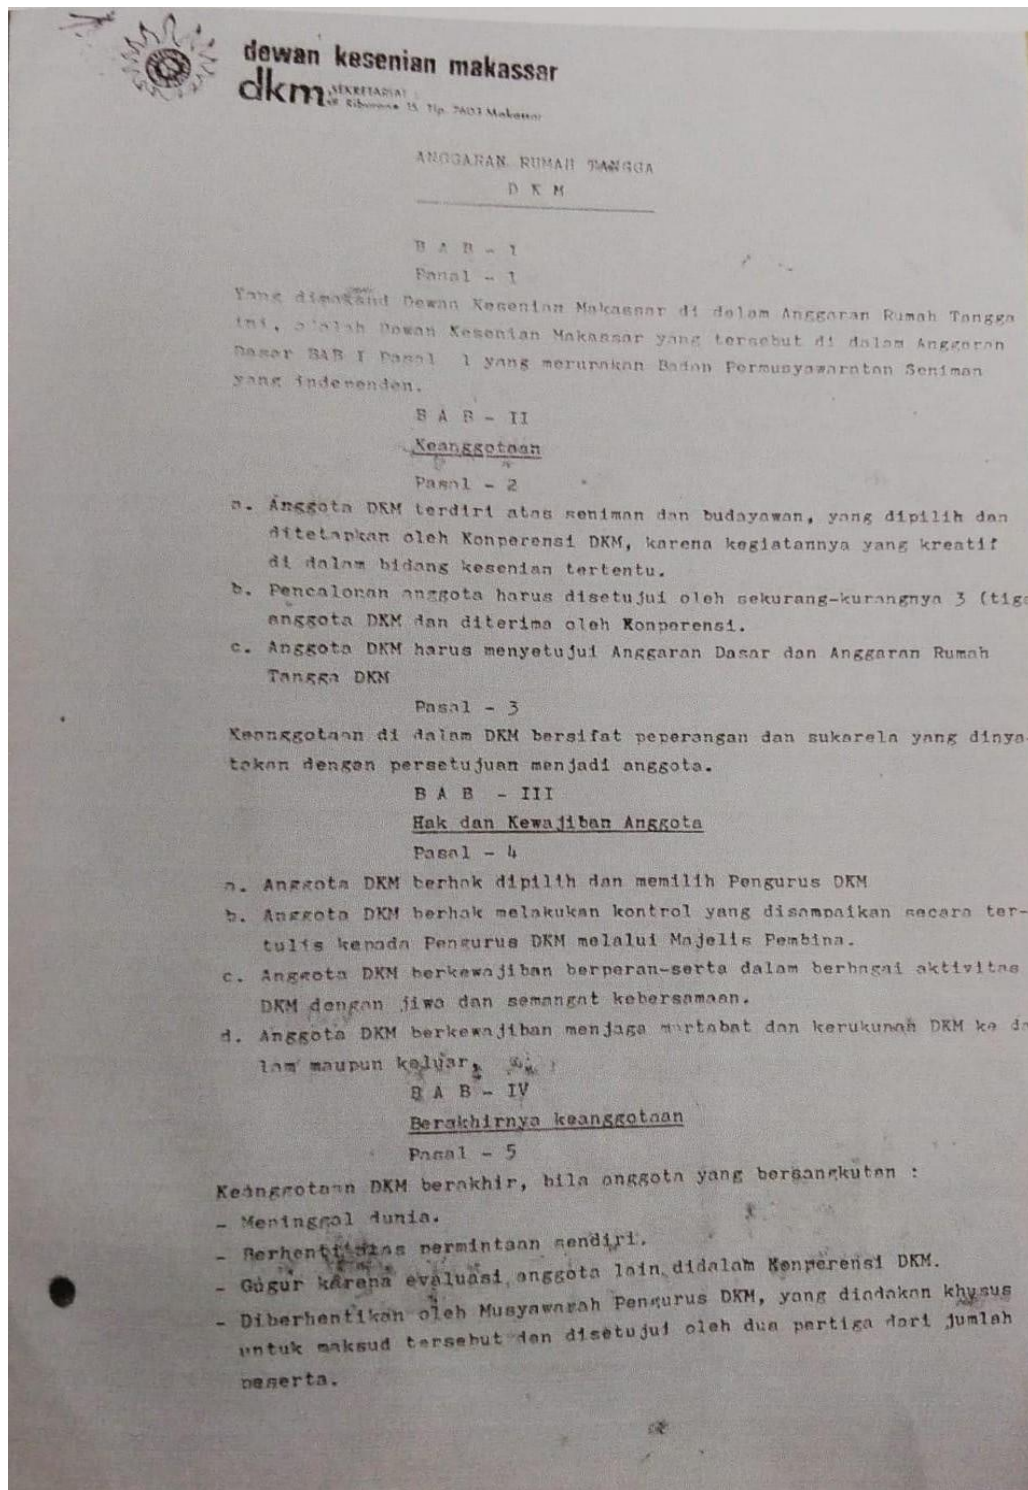 dewan kesenian makassar
dkm SEKRETARIAT :
15 Tlp. 7603 Makassar
ANGGARAN RUMAH TANGGA
D K M
B A B - 1
Pasal - 1
Yang dimaksud Dewan Kesenian Makassar di dalam Anggaran Rumah Tangga
ini, adalah Dewan Kesenian Makassar yang tersebut di dalam Anggaran
Dasar BAB I Pasal 1 yang merupakan Badan Permusyawaratan Seniman
yang independen.
B A B - II
Keanggotaan
Pasal - 2
a. Anggota DKM terdiri atas seniman dan budayawan, yang dipilih dan
ditetapkan oleh Konperensi DKM, karena kegiatannya yang kreatif
di dalam bidang kesenian tertentu.
b. Pencalonan anggota harus disetujui oleh sekurang-kurangnya 3 (tiga
anggota DKM dan diterima oleh Konperensi.
c. Anggota DKM harus menyetujui Anggaran Dasar dan Anggaran Rumah
Tangga DKM
Pasal - 3
Keanggotaan di dalam DKM bersifat peperangan dan sukarela yang dinya-
takan dengan persetujuan menjadi anggota.
B A B - III
Hak dan Kewajiban Anggota
Pasal - 4
a. Anggota DKM berhak dipilih dan memilih Pengurus DKM
b. Anggota DKM berhak melakukan kontrol yang disampaikan secara ter-
tulis kepada Pengurus DKM melalui Majelis Pembina.
c. Anggota DKM berkewajiban berperan-serta dalam berbagai aktivitas
DKM dengan jiwa dan semangat kebersamaan.
d. Anggota DKM berkewajiban menjaga martabat dan kerukunan DKM ke da
lam maupun keluar.
B A B - IV
Berakhirnya keanggotaan
Pasal - 5
Keanggotaan DKM berakhir, bila anggota yang bersangkutan :
- Meninggal dunia.
- Berhenti atas permintaan sendiri.
- Gugur karena evaluasi anggota lain didalam Konperensi DKM.
- Diberhentikan oleh Musyawarah Pengurus DKM, yang diadakan khusus
untuk maksud tersebut dan disetujui oleh dua pertiga dari jumlah
peserta.